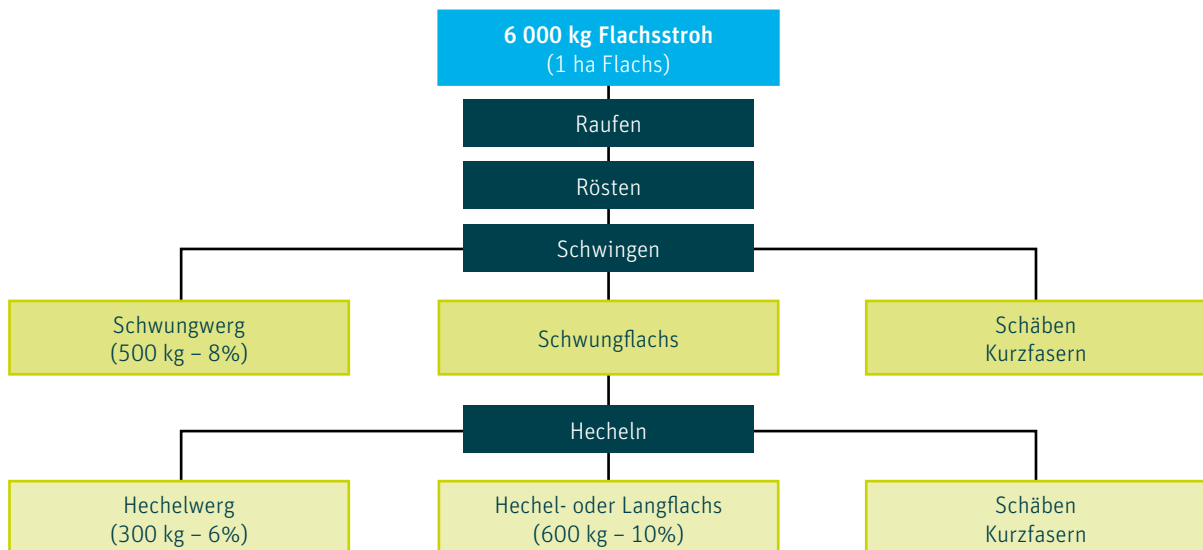 6 000 kg Flachsstroh
(1 ha Flachs)
Raufen
Rösten
Schwingen
Schwungwerg
(500 kg – 8%)
Schwungflachs
Schäben
Kurzfasern
Hecheln
Hechelwerg
(300 kg – 6%)
Hechel- oder Langflachs
(600 kg – 10%)
Schäben
Kurzfasern